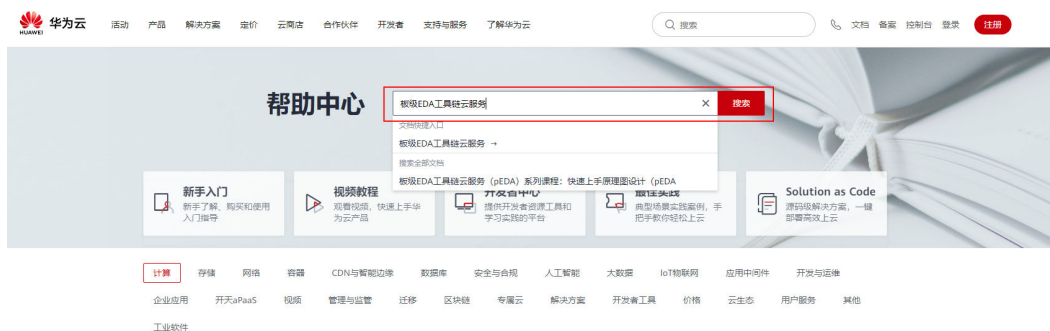 HUAWEI 华为云 活动 产品 解决方案 定价 云商店 合作伙伴 开发者 支持与服务 了解华为云 搜索 文档 备案 控制台 登录 注册
帮助中心 板级EDA工具链云服务 × 搜索
文档快捷入口
板级EDA工具链云服务 →
搜索全部文档
板级EDA工具链云服务（pEDA）系列课程：快速上手原理图设计（pEDA
新手入门
新手了解、购买和使用
入门指导
视频教程
观看视频，快速上手华
为云产品
开发者中心
提供开发者资源工具和
学习实践的平台
最佳实践
典型场景实践案例，手
把手教你轻松上云
Solution as Code
源码级解决方案，一键
部署高效上云
计算 存储 网络 容器 CDN与智能边缘 数据库 安全与合规 人工智能 大数据 IoT物联网 应用中间件 开发与运维
企业应用 开天aPaaS 视频 管理与监管 迁移 区块链 专属云 解决方案 开发者工具 价格 云生态 用户服务 其他
工业软件